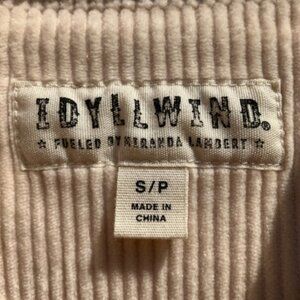 IDYLLWIND®
☆ FUELED BY MIRANDA LAMBERT ☆
S/P
MADE IN
CHINA